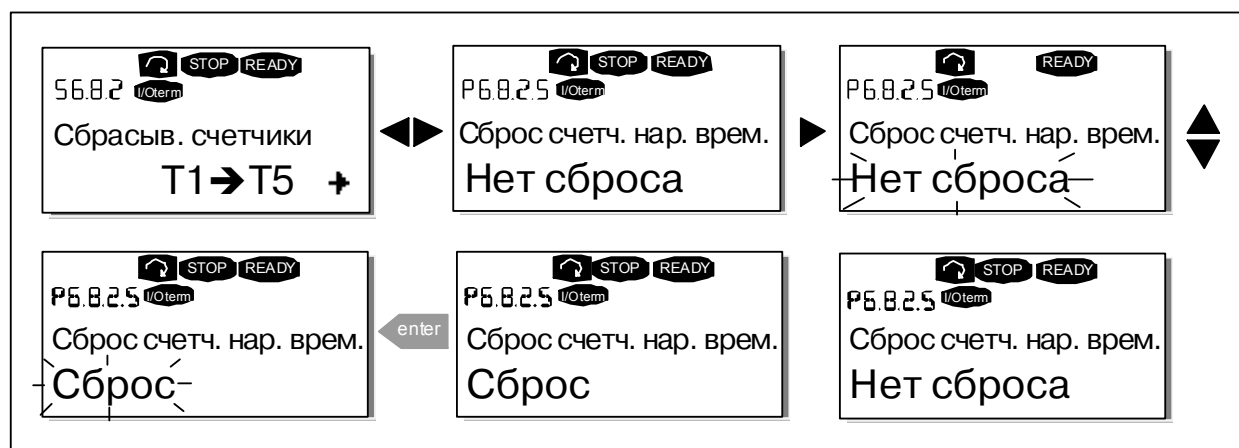 STOP READY
S6.8.2 I/Oterm
Сбрасыв. счетчики
T1➔T5
STOP READY
P6.8.2.5 I/Oterm
Сброс счетч. нар. врем.
Нет сброса
READY
P6.8.2.5 I/Oterm
Сброс счетч. нар. врем.
Нет сброса
STOP READY
P6.8.2.5 I/Oterm
Сброс счетч. нар. врем.
Сброс
enter
STOP READY
P6.8.2.5 I/Oterm
Сброс счетч. нар. врем.
Сброс
STOP READY
P6.8.2.5 I/Oterm
Сброс счетч. нар. врем.
Нет сброса